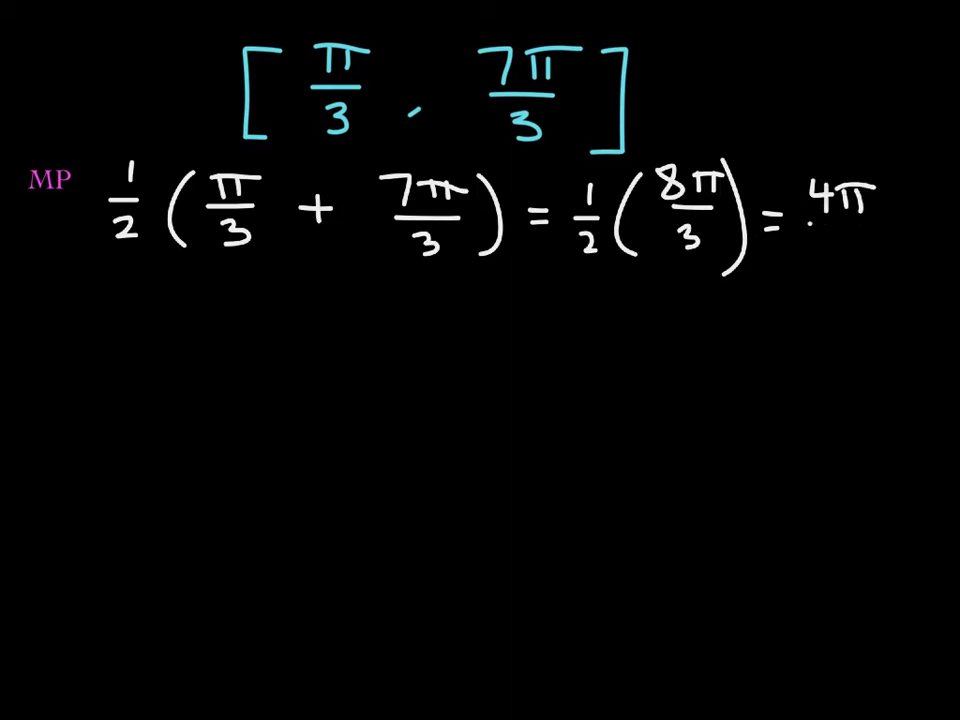 [ π/3 , 7π/3 ]
MP 1/2 ( π/3 + 7π/3 ) = 1/2 ( 8π/3 ) = 4π